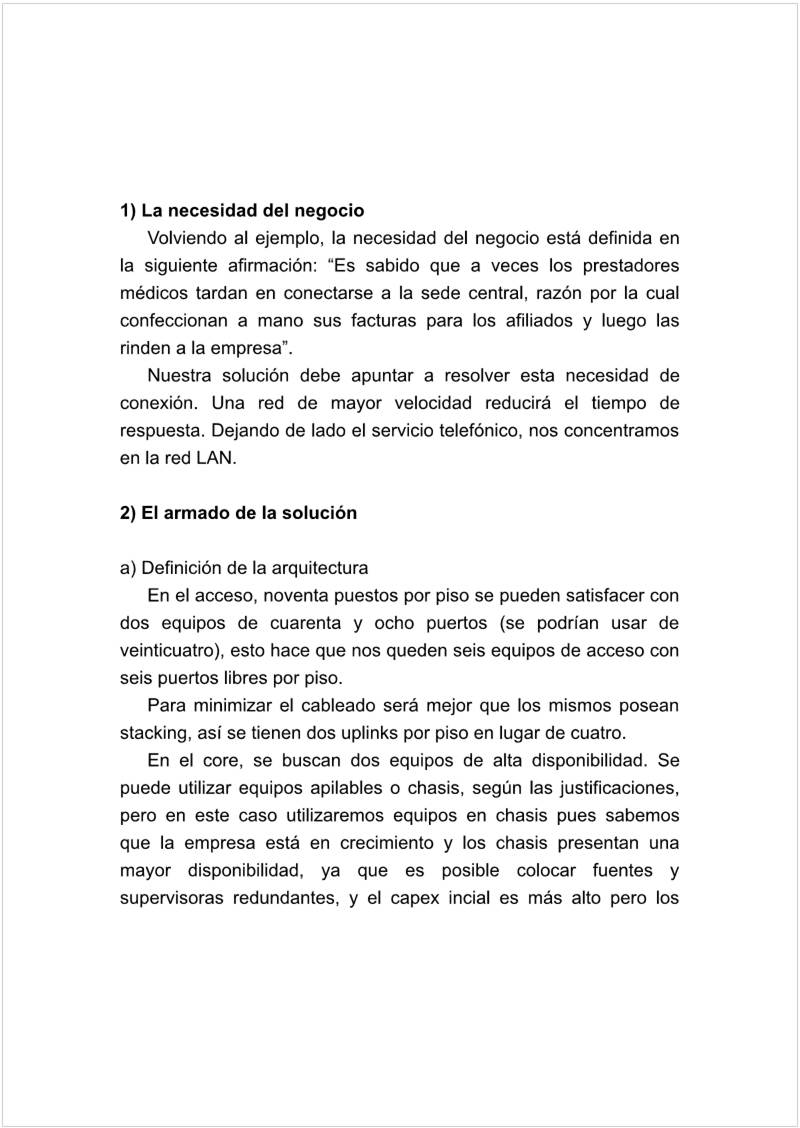 1) La necesidad del negocio
Volviendo al ejemplo, la necesidad del negocio está definida en
la siguiente afirmación: “Es sabido que a veces los prestadores
médicos tardan en conectarse a la sede central, razón por la cual
confeccionan a mano sus facturas para los afiliados y luego las
rinden a la empresa”.
Nuestra solución debe apuntar a resolver esta necesidad de
conexión. Una red de mayor velocidad reducirá el tiempo de
respuesta. Dejando de lado el servicio telefónico, nos concentramos
en la red LAN.
2) El armado de la solución
a) Definición de la arquitectura
En el acceso, noventa puestos por piso se pueden satisfacer con
dos equipos de cuarenta y ocho puertos (se podrían usar de
veinticuatro), esto hace que nos queden seis equipos de acceso con
seis puertos libres por piso.
Para minimizar el cableado será mejor que los mismos posean
stacking, así se tienen dos uplinks por piso en lugar de cuatro.
En el core, se buscan dos equipos de alta disponibilidad. Se
puede utilizar equipos apilables o chasis, según las justificaciones,
pero en este caso utilizaremos equipos en chasis pues sabemos
que la empresa está en crecimiento y los chasis presentan una
mayor disponibilidad, ya que es posible colocar fuentes y
supervisoras redundantes, y el capex incial es más alto pero los